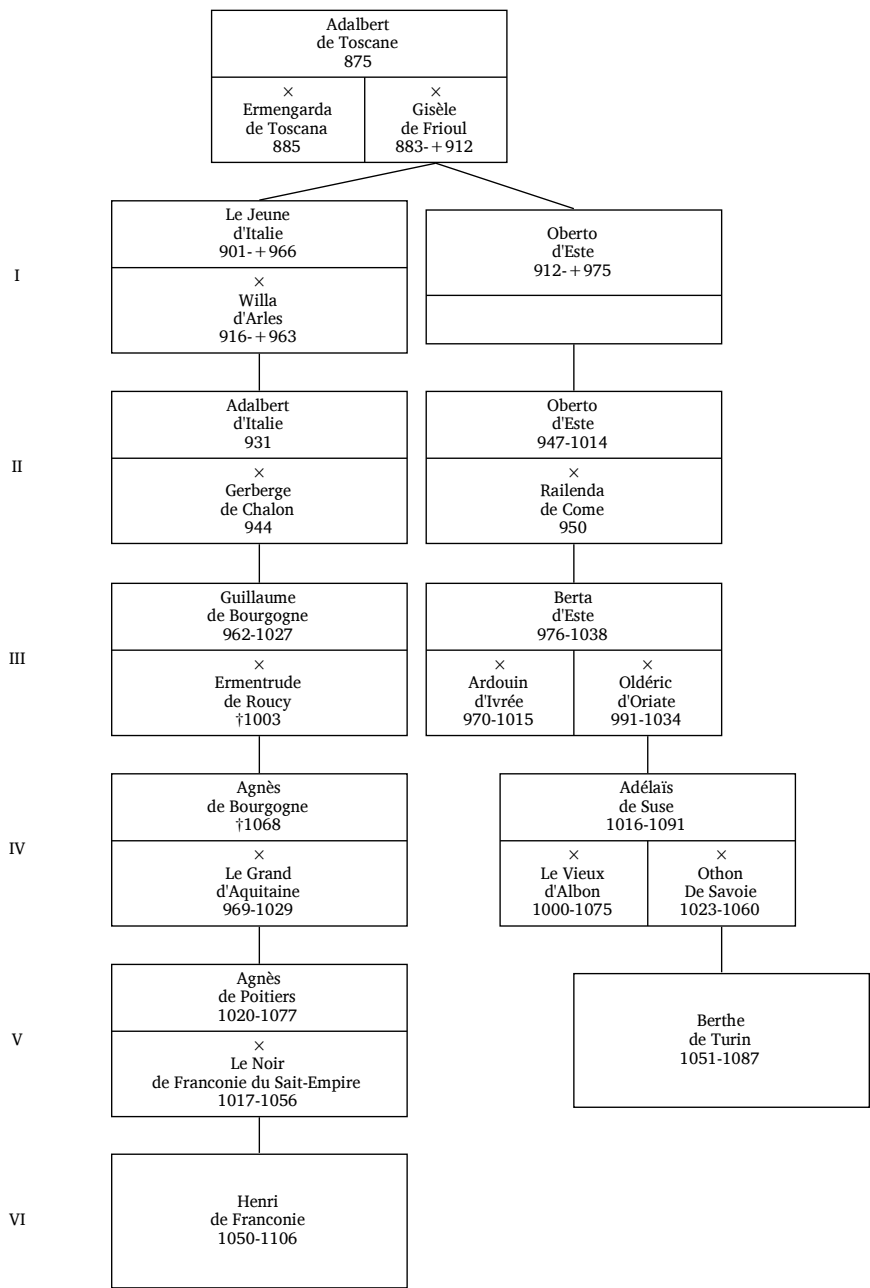 Adalbert
de Toscane
875
×
Ermengarda
de Toscana
885
×
Gisèle
de Frioul
883-+912
I
Le Jeune
d'Italie
901-+966
×
Willa
d'Arles
916-+963
Oberto
d'Este
912-+975
II
Adalbert
d'Italie
931
×
Gerberge
de Chalon
944
Oberto
d'Este
947-1014
×
Railenda
de Come
950
III
Guillaume
de Bourgogne
962-1027
×
Ermentrude
de Roucy
†1003
Berta
d'Este
976-1038
×
Ardouin
d'Ivrée
970-1015
×
Oldéric
d'Oriate
991-1034
IV
Agnès
de Bourgogne
†1068
×
Le Grand
d'Aquitaine
969-1029
Adélaïs
de Suse
1016-1091
×
Le Vieux
d'Albon
1000-1075
×
Othon
De Savoie
1023-1060
V
Agnès
de Poitiers
1020-1077
×
Le Noir
de Franconie du Sait-Empire
1017-1056
Berthe
de Turin
1051-1087
VI
Henri
de Franconie
1050-1106